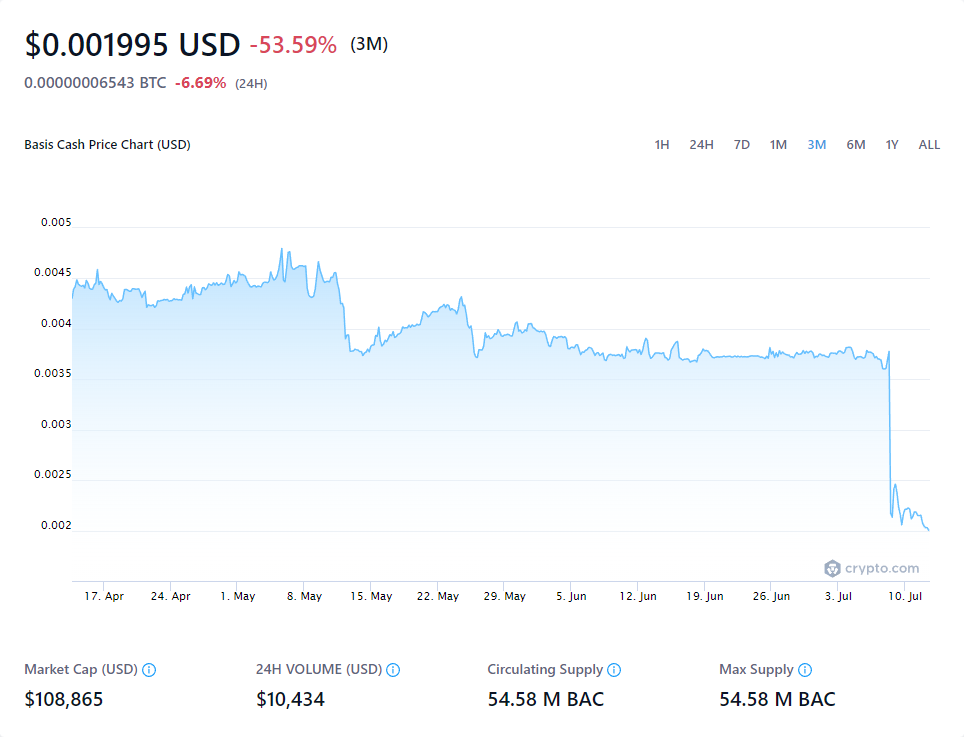 $0.001995 USD -53.59% (3M)
0.00000006543 BTC -6.69% (24H)
Basis Cash Price Chart (USD) 1H 24H 7D 1M 3M 6M 1Y ALL
0.005
0.0045
0.004
0.0035
0.003
0.0025
0.002
crypto.com
17. Apr 24. Apr 1. May 8. May 15. May 22. May 29. May 5. Jun 12. Jun 19. Jun 26. Jun 3. Jul 10. Jul
Market Cap (USD) 24H VOLUME (USD) Circulating Supply Max Supply
$108,865 $10,434 54.58 M BAC 54.58 M BAC